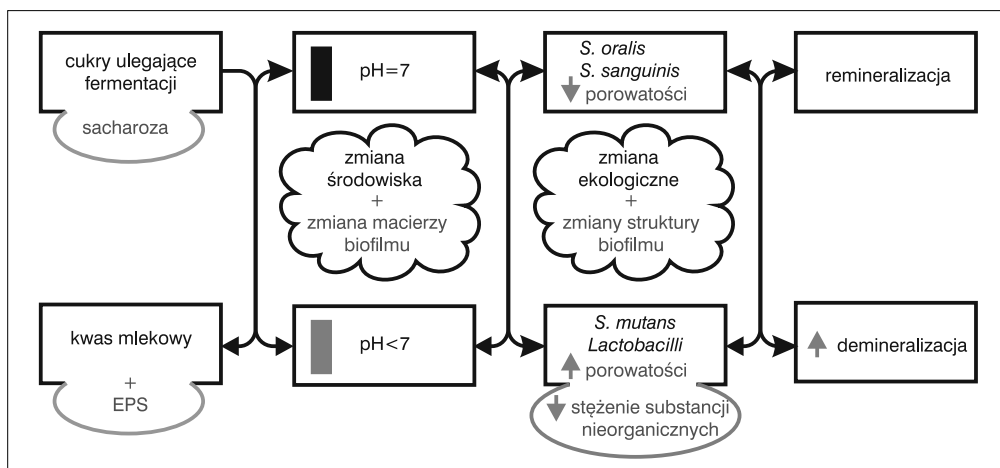 cukry ulegające
fermentacji
sacharoza
pH=7
S. oralis
S. sanguinis
porowatości
remineralizacja
zmiana
środowiska
+
zmiana macierzy
biofilmu
zmiana
ekologiczne
+
zmiany struktury
biofilmu
kwas mlekowy
+
EPS
pH<7
S. mutans
Lactobacilli
porowatości
stężenie substancji
nieorganicznych
demineralizacja